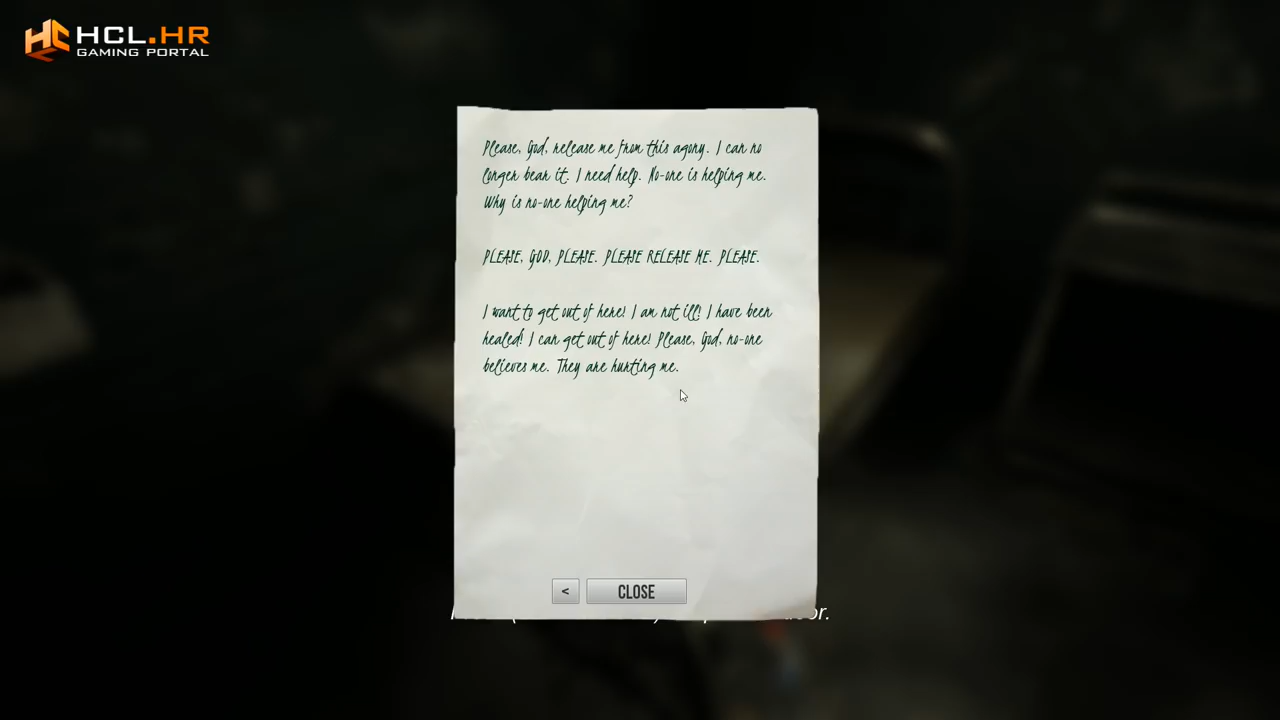 HCL.HR
GAMING PORTAL
Please, God, release me from this agony. I can no
longer bear it. I need help. No-one is helping me.
Why is no-one helping me?
PLEASE, GOD, PLEASE. PLEASE RELEASE ME. PLEASE.
I want to get out of here! I am not ill! I have been
healed! I can get out of here! Please, God, no-one
believes me. They are hurting me.
< CLOSE